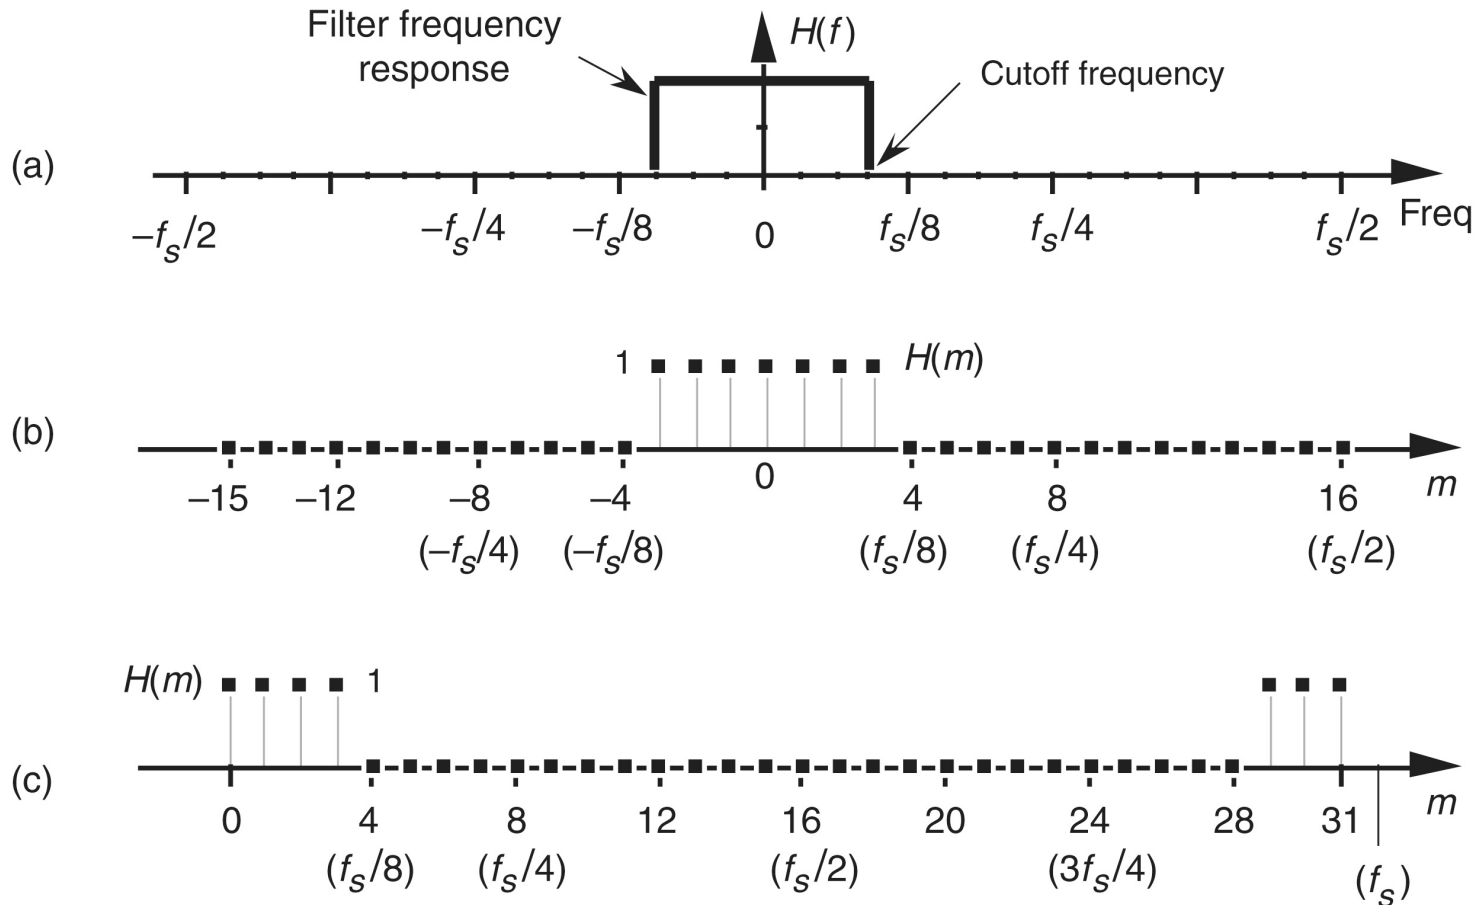 Filter frequency
response
H(f)
Cutoff frequency
(a)
–fs/2 –fs/4 –fs/8 0 fs/8 fs/4 fs/2 Freq
1 H(m)
(b)
–15 –12 –8 –4 0 4 8 16 m
(–fs/4) (–fs/8) (fs/8) (fs/4) (fs/2)
H(m) 1
(c)
0 4 8 12 16 20 24 28 31 m
(fs/8) (fs/4) (fs/2) (3fs/4) (fs)